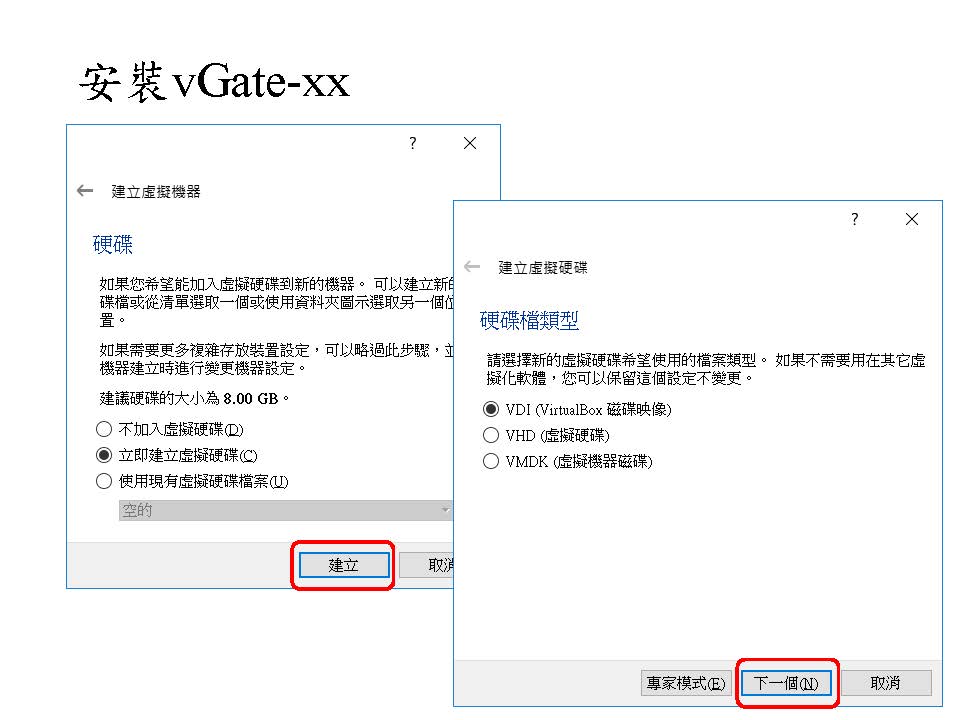 安裝vGate-xx
?
建立虛擬機器
硬碟
如果您希望能加入虛擬硬碟到新的機器。 可以建立新的
碟檔或從清單選取一個或使用資料夾圖示選取另一個位
置。
如果需要更多複雜存放裝置設定，可以略過此步驟，並
機器建立時進行變更機器設定。
建議硬碟的大小為 8.00 GB。
不加入虛擬硬碟(D)
立即建立虛擬硬碟(C)
使用現有虛擬硬碟檔案(U)
空的
建立
取消
?
建立虛擬硬碟
硬碟檔類型
請選擇新的虛擬硬碟希望使用的檔案類型。 如果不需要用在其它虛
擬化軟體，您可以保留這個設定不變更。
VDI (VirtualBox 磁碟映像)
VHD (虛擬硬碟)
VMDK (虛擬機器磁碟)
專家模式(E)
下一個(N)
取消